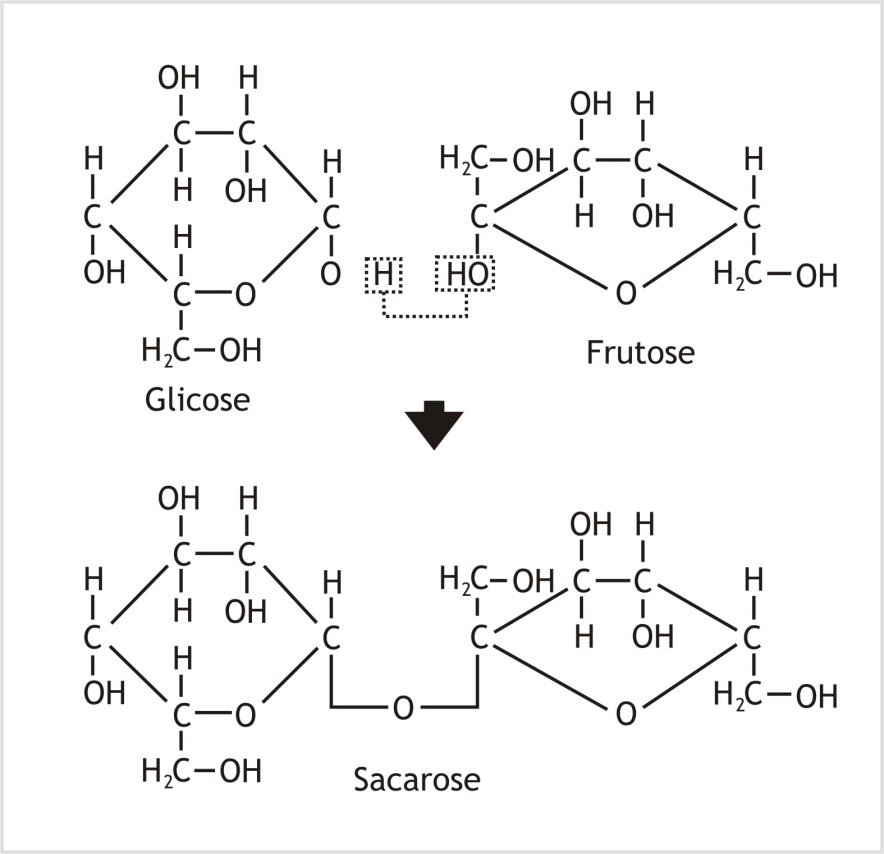 OH H
OH H
C C
H
H₂C OH C C
H
H
H OH
C
C
C
H OH
C
H
OH
O
H
HO
H₂C OH
C O
O
H₂C OH
Frutose
Glicose
OH H
OH H
C C
H
H₂C OH C C
H
H
H OH
C
C
C
H OH
C
H
OH
H₂C OH
C O
O
O
H₂C OH
Sacarose